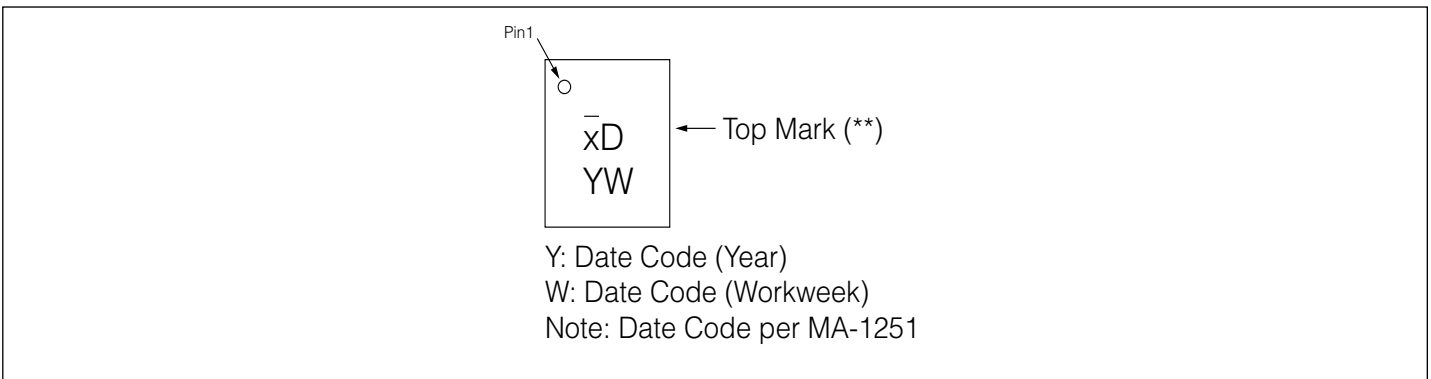 Pin1
x̅D
YW
Top Mark (**)
Y: Date Code (Year)
W: Date Code (Workweek)
Note: Date Code per MA-1251